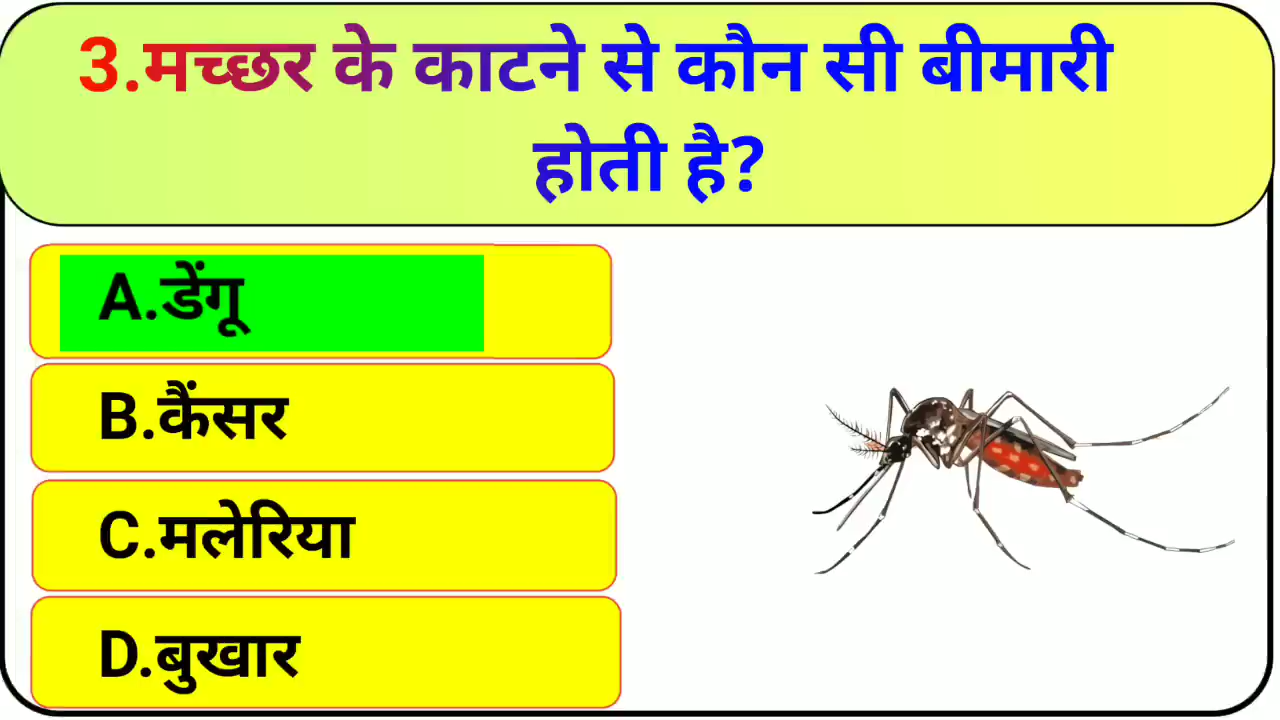 3.मच्छर के काटने से कौन सी बीमारी
होती है?
A.डेंगू
B.कैंसर
C.मलेरिया
D.बुखार